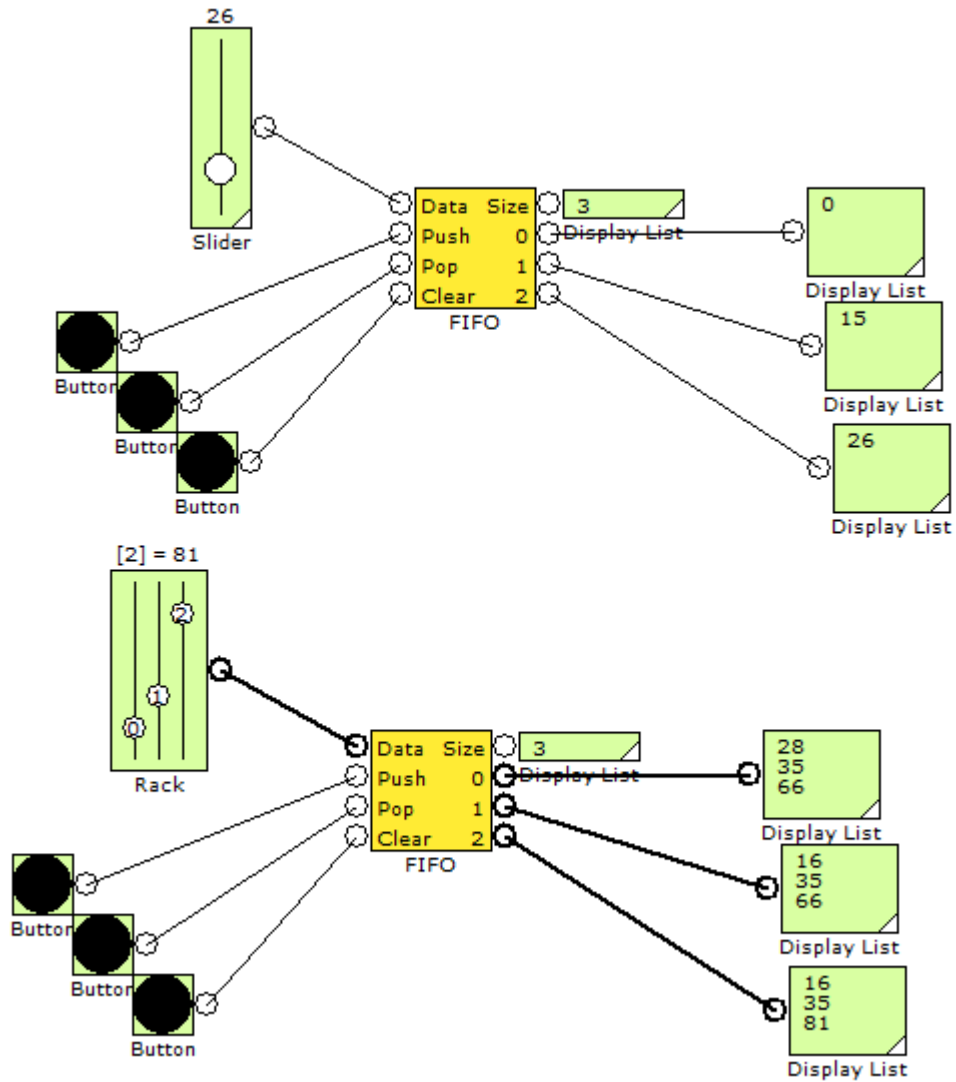 26
Slider
Data Size
3
Push 0
Display List
Pop 1
Clear 2
FIFO
0
Display List
15
Display List
26
Display List
Button
Button
Button
[2] = 81
0
1
2
Rack
Data Size
3
Push 0
Display List
Pop 1
Clear 2
FIFO
28
35
66
Display List
16
35
66
Display List
16
35
81
Display List
Button
Button
Button